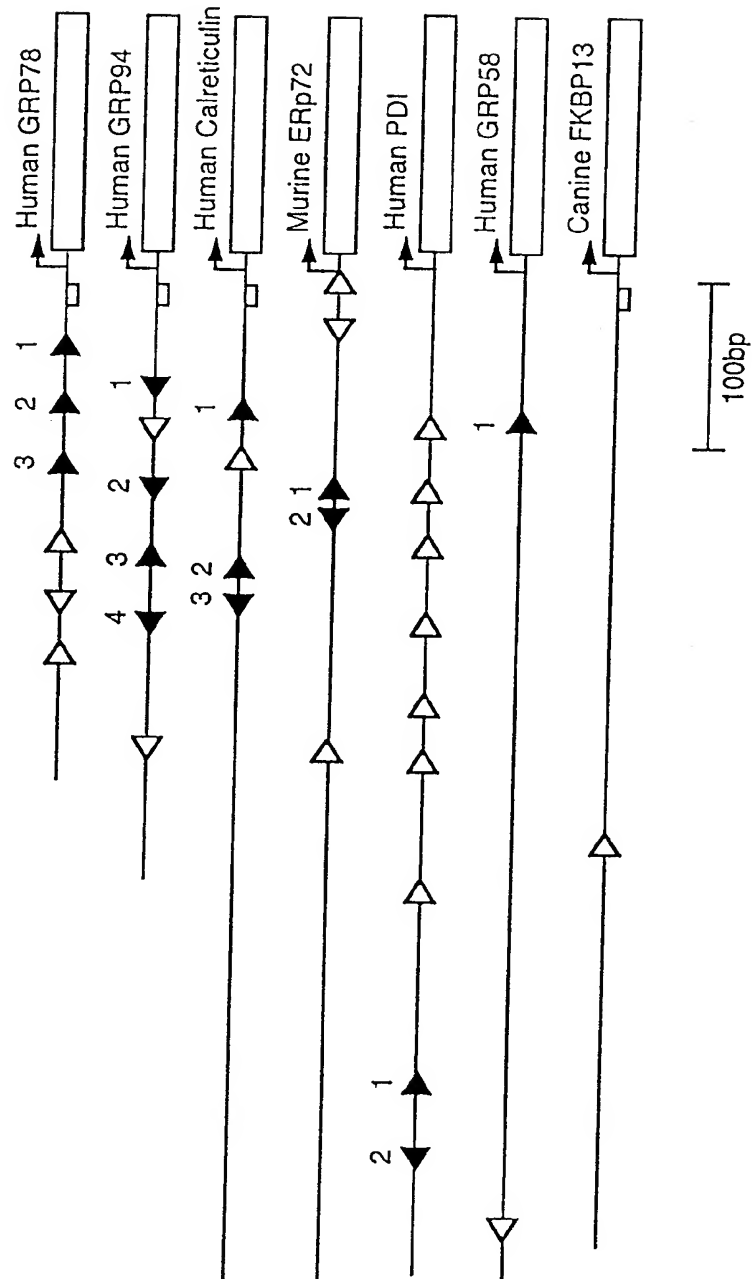 3 2 1 Human GRP78
4 3 2 1 Human GRP94
3 2 1 Human Calreticulin
2 1 Murine ERp72
2 1 Human PDI
1 Human GRP58
Canine FKBP13
100bp